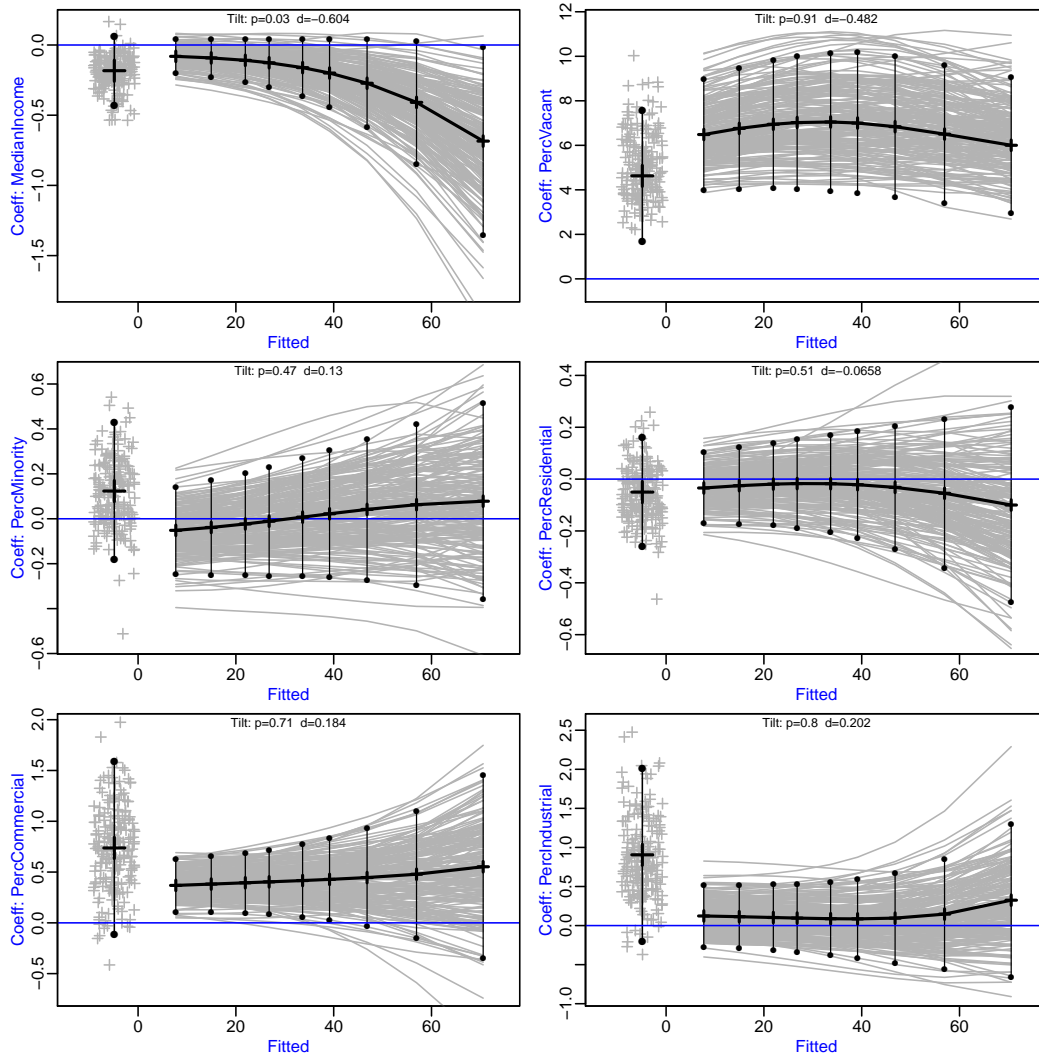 Tilt: p=0.03 d=−0.604
Coeff: MedianIncome
0.0
−0.5
−1.0
−1.5
0 20 40 60
Fitted
Tilt: p=0.91 d=−0.482
Coeff: PercVacant
12
10
8
6
4
2
0
0 20 40 60
Fitted
Tilt: p=0.47 d=0.13
Coeff: PercMinority
0.6
0.4
0.2
0.0
−0.2
−0.6
0 20 40 60
Fitted
Tilt: p=0.51 d=−0.0658
Coeff: PercResidential
0.4
0.2
0.0
−0.2
−0.4
−0.6
0 20 40 60
Fitted
Tilt: p=0.71 d=0.184
Coeff: PercCommercial
2.0
1.5
1.0
0.5
0.0
−0.5
0 20 40 60
Fitted
Tilt: p=0.8 d=0.202
Coeff: PercIndustrial
2.5
2.0
1.5
1.0
0.5
0.0
−1.0
0 20 40 60
Fitted